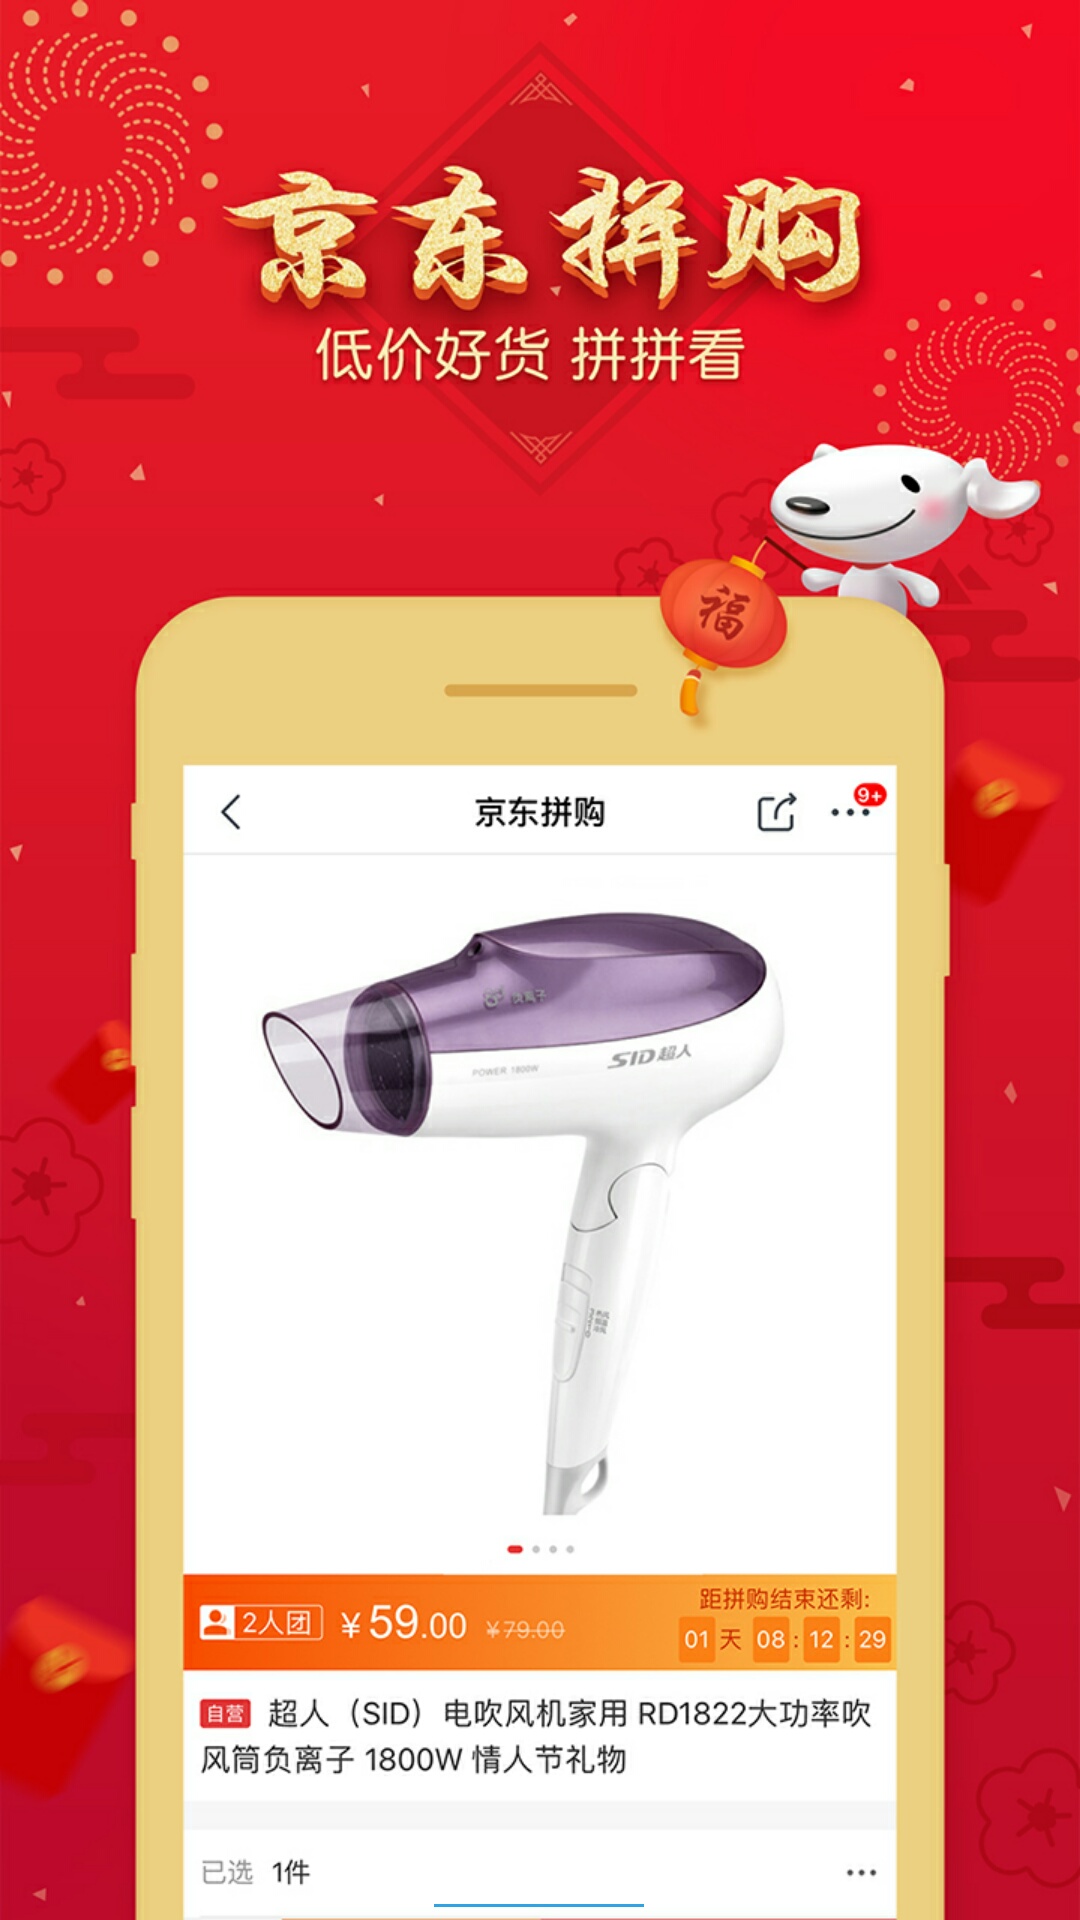 京东拼购
低价好货 拼拼看
福
京东拼购
9+
负离子
POWER 1800W
SID超人
2人团 ¥59.00 ¥79.00
距拼购结束还剩:
01 天 08 : 12 : 29
自营 超人（SID）电吹风机家用 RD1822大功率吹
风筒负离子 1800W 情人节礼物
已选 1件